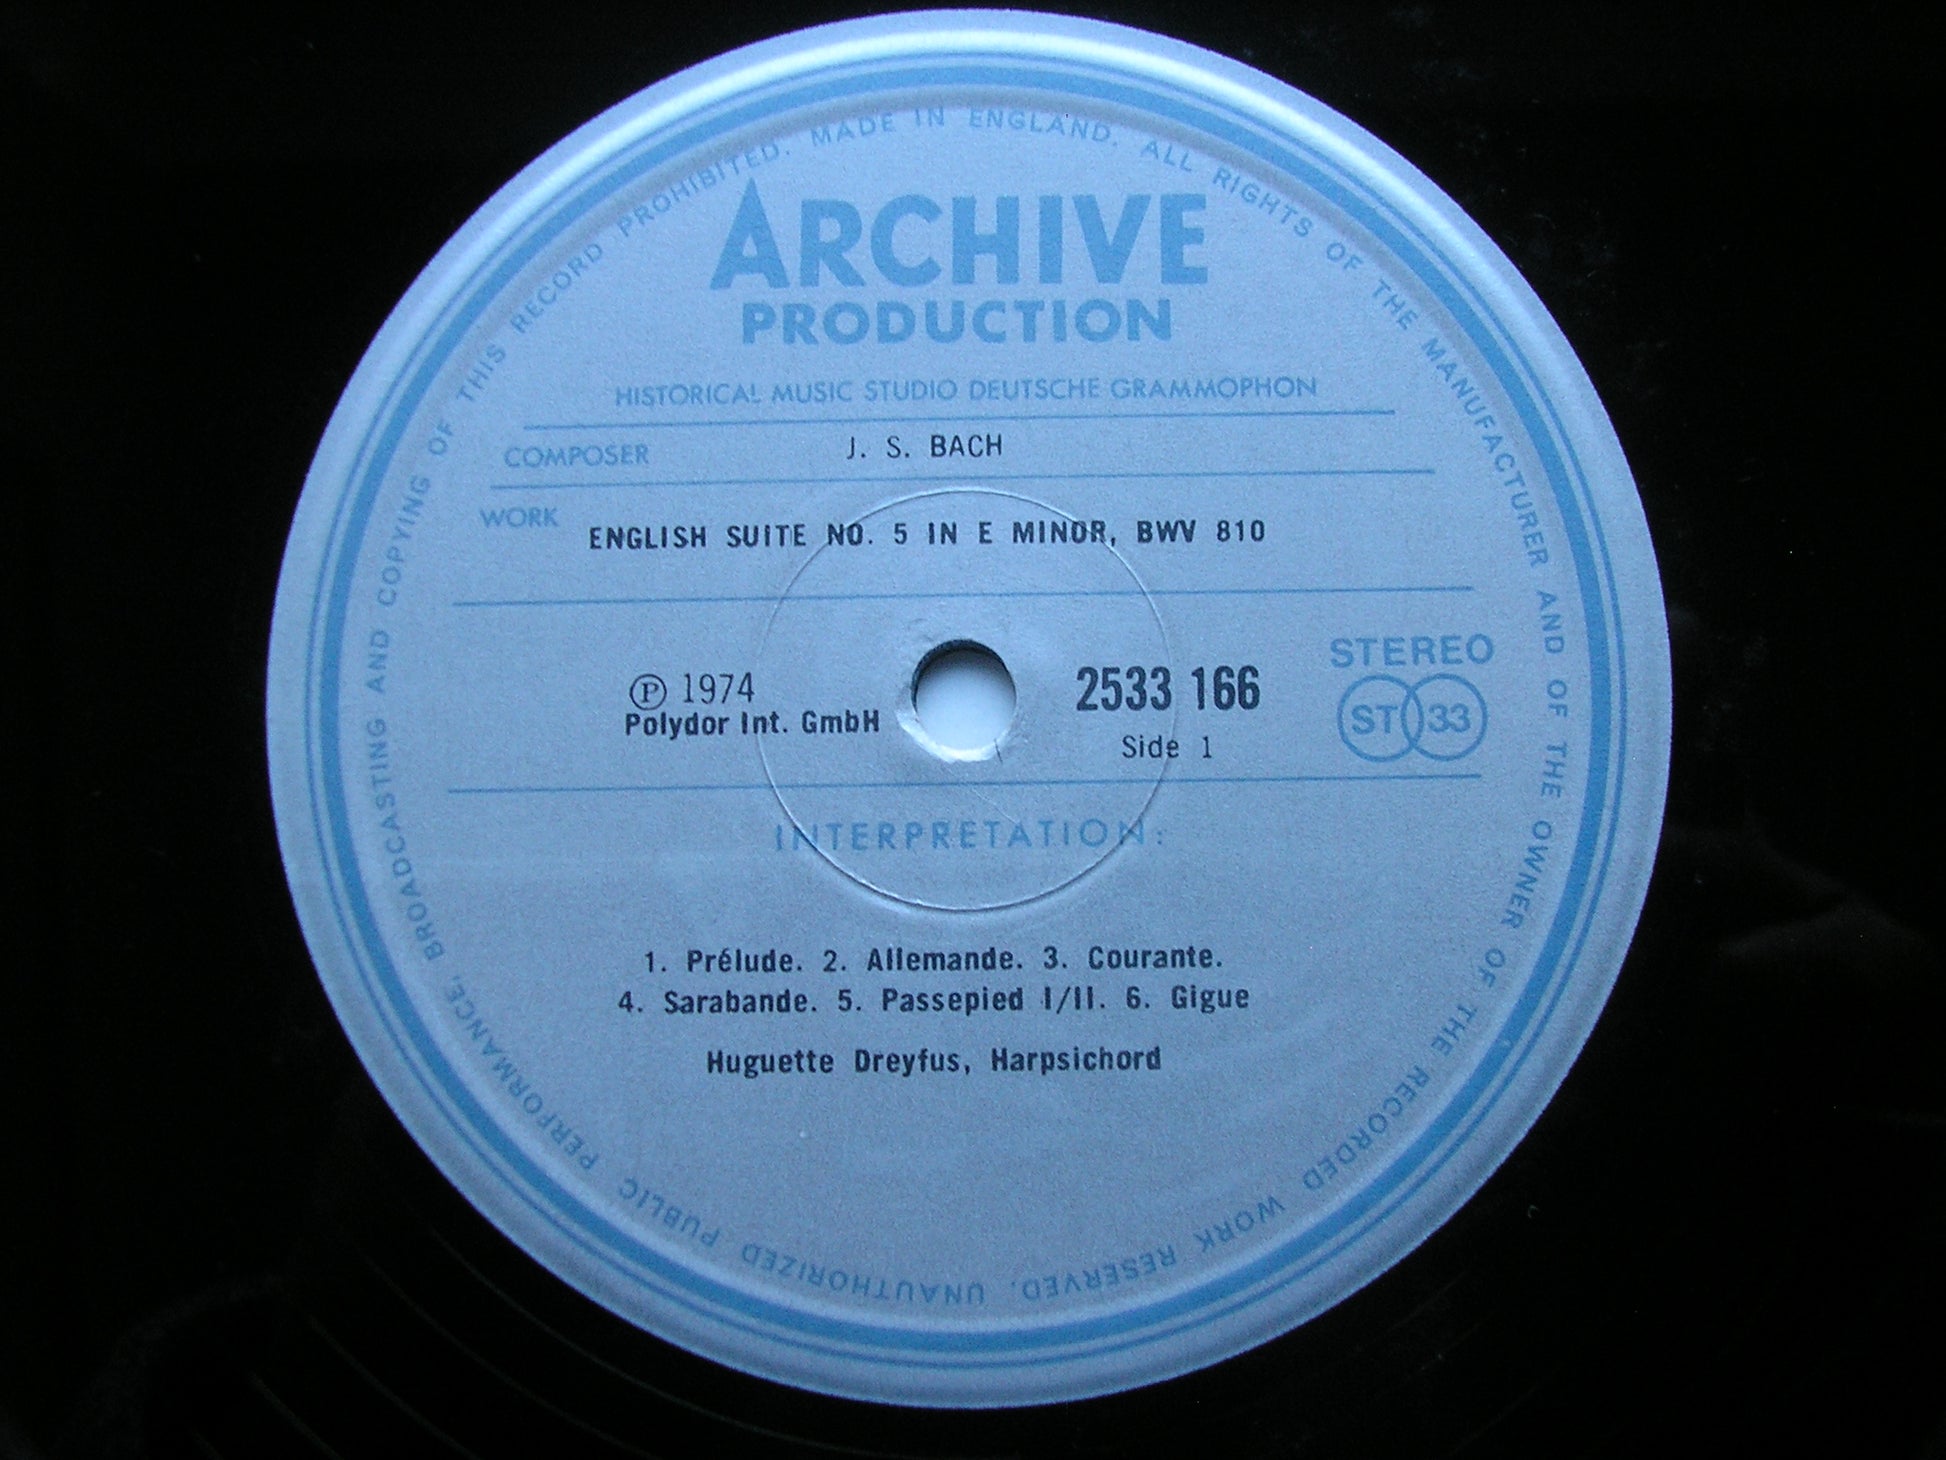 MADE IN ENGLAND. ALL RIGHTS OF THE MANUFACTURER AND OF THE OWNER OF THE RECORDED WORK RESERVED. UNAUTHORIZED PUBLIC PERFORMANCE, BROADCASTING AND COPYING OF THIS RECORD PROHIBITED.
ARCHIVE
PRODUCTION
HISTORICAL MUSIC STUDIO DEUTSCHE GRAMMOPHON
COMPOSER J. S. BACH
WORK ENGLISH SUITE NO. 5 IN E MINOR, BWV 810
℗ 1974
Polydor Int. GmbH
2533 166
Side 1
STEREO
ST 33
INTERPRETATION:
1. Prélude. 2. Allemande. 3. Courante.
4. Sarabande. 5. Passepied I/II. 6. Gigue
Huguette Dreyfus, Harpsichord